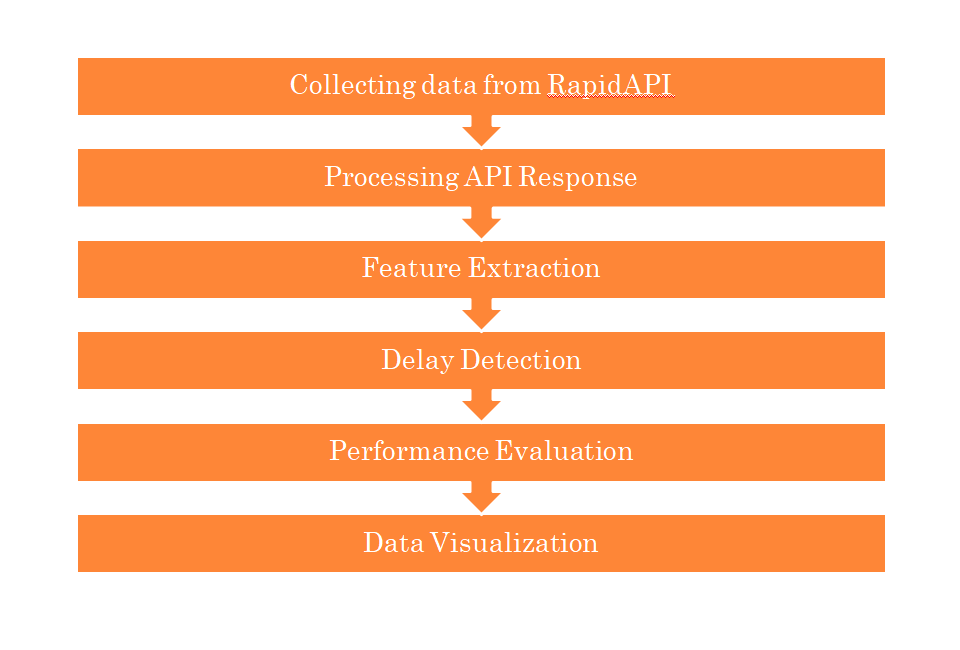 Collecting data from RapidAPI
Processing API Response
Feature Extraction
Delay Detection
Performance Evaluation
Data Visualization